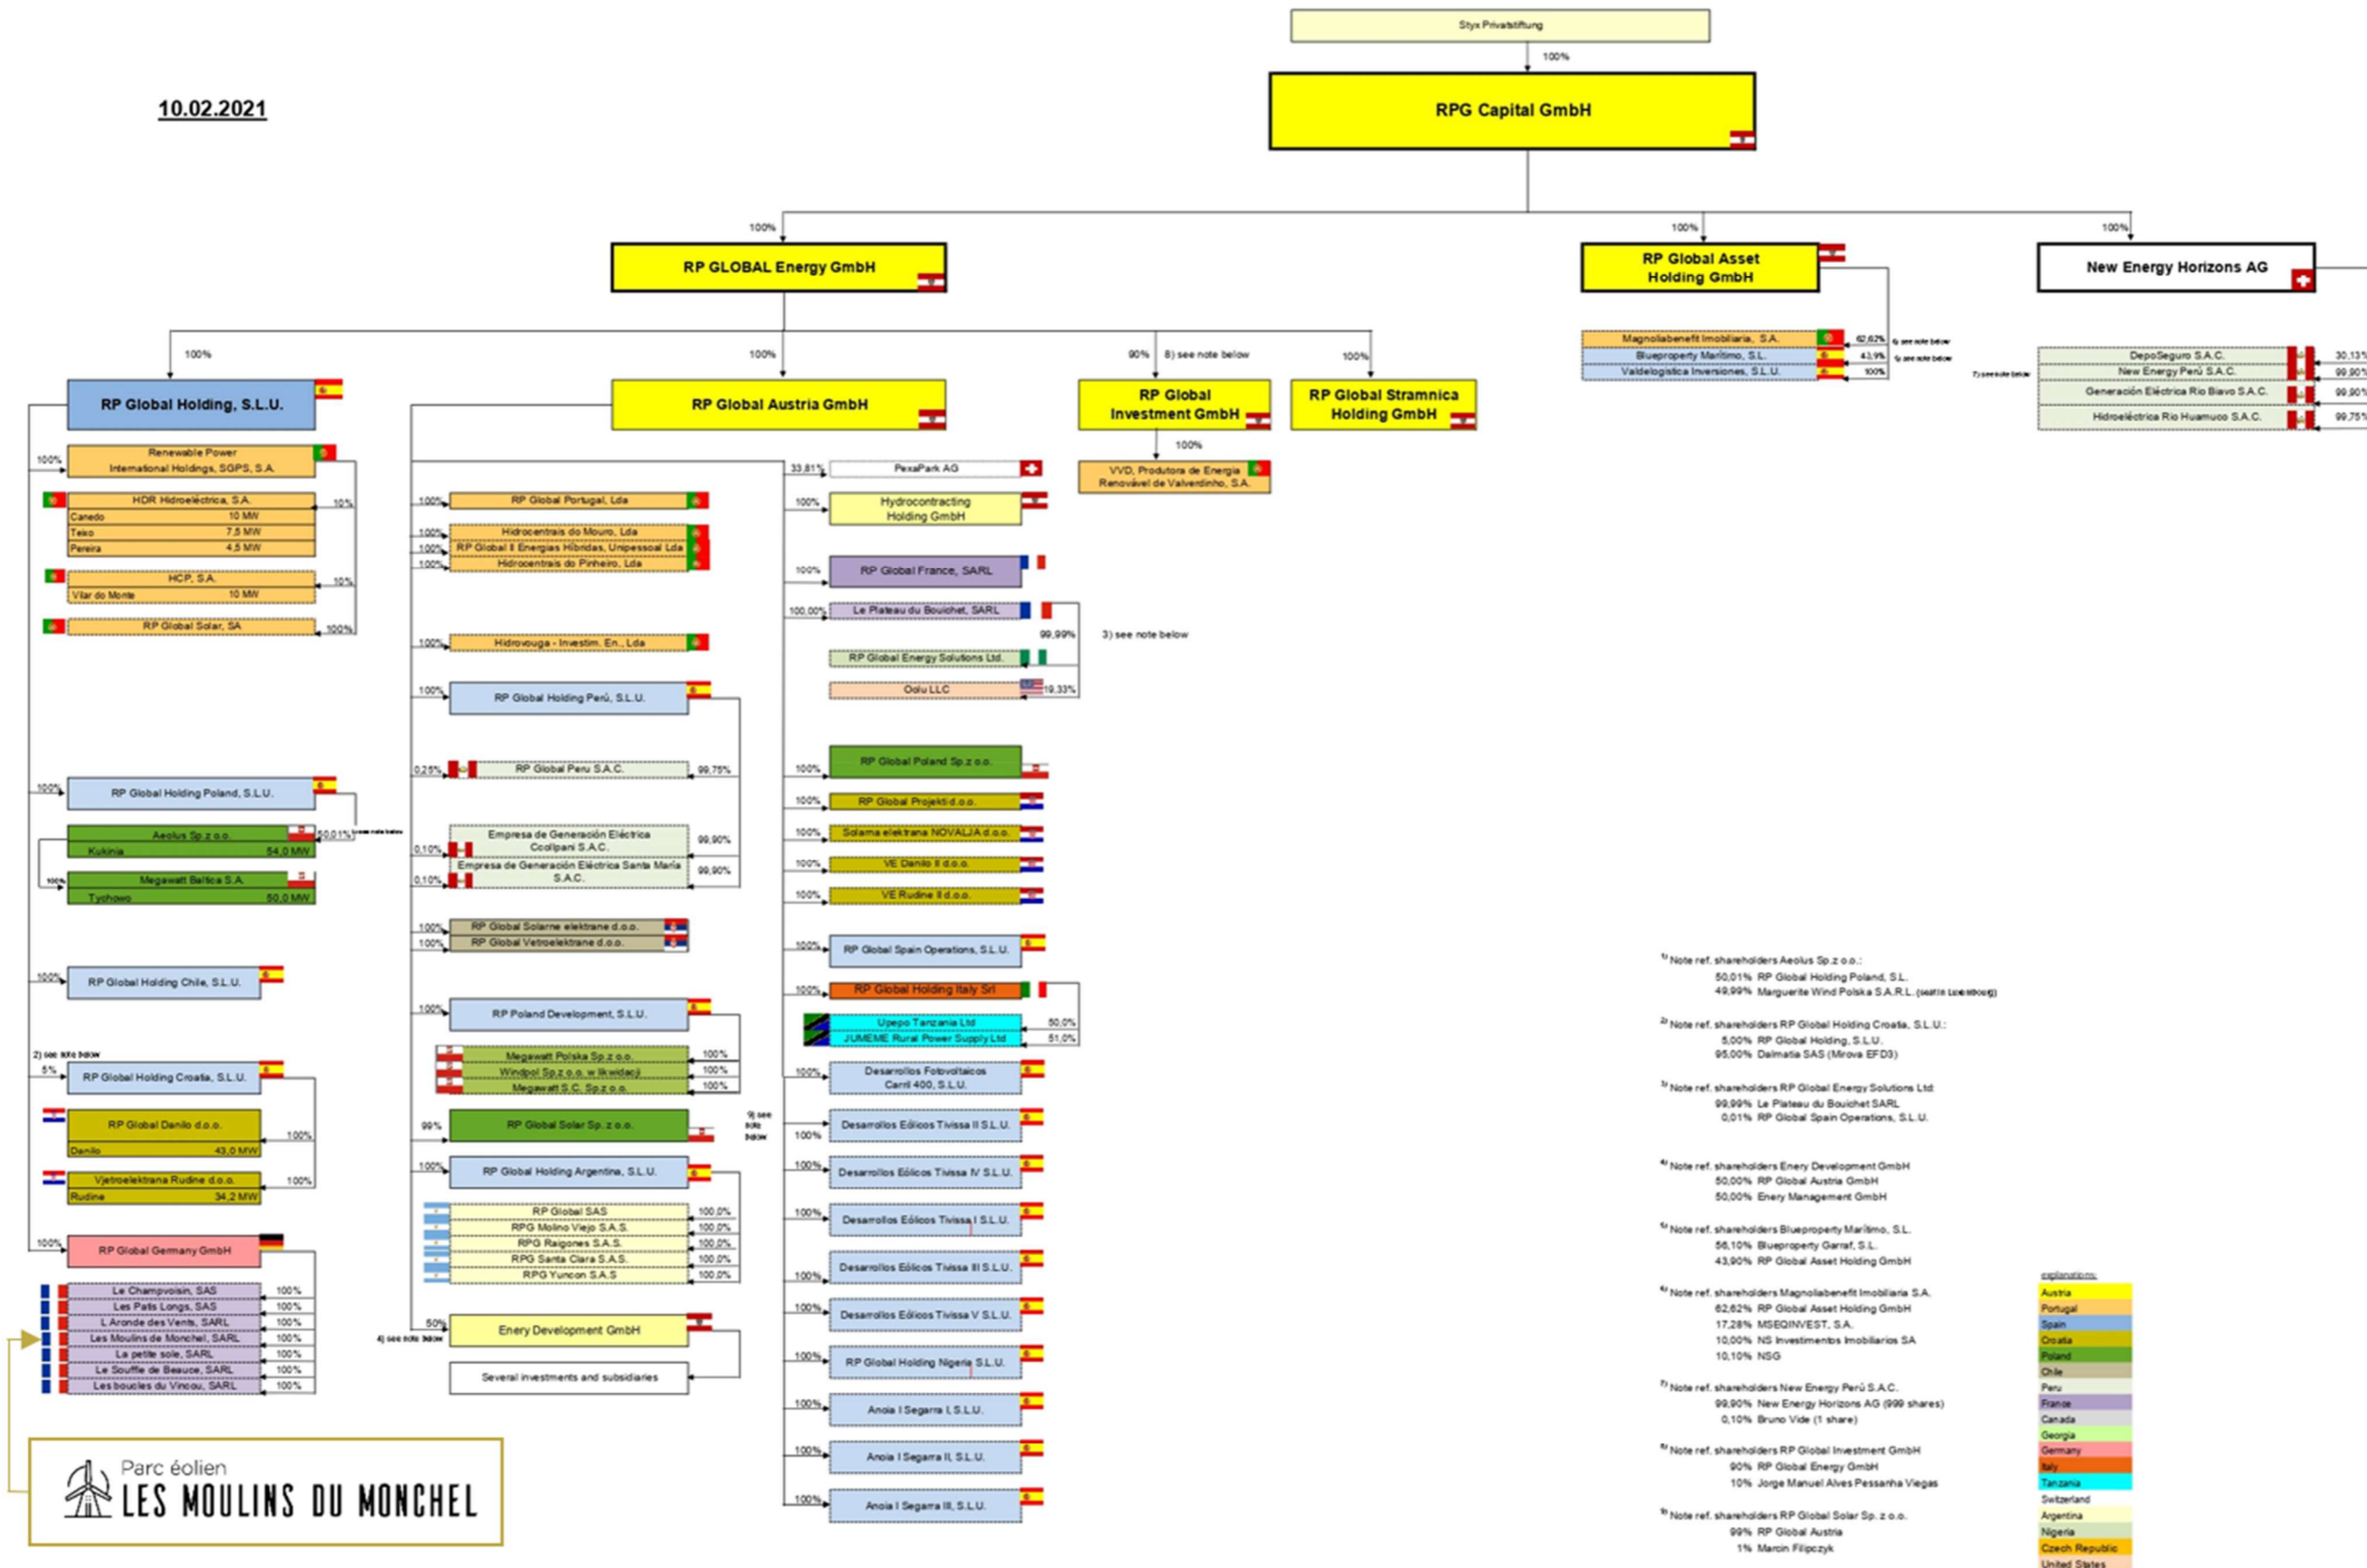 Styx Privatstiftung
100%
10.02.2021
RPG Capital GmbH
100%
100%
100%
RP GLOBAL Energy GmbH
RP Global Asset
Holding GmbH
New Energy Horizons AG
100%
100%
90%
8) see note below
100%
Magnoliabenefit Imobiliaria, S.A.
62,62%
6) see note below
Blueproperty Marítimo, S.L.
43,9%
5) see note below
Valdelogistica Inversiones, S.L.U.
100%
7) see note below
DepoSeguro S.A.C.
30,13%
New Energy Perú S.A.C.
99,90%
Generación Eléctrica Rio Biavo S.A.C.
99,90%
Hidroeléctrica Rio Huamuco S.A.C.
99,75%
RP Global Holding, S.L.U.
RP Global Austria GmbH
RP Global
Investment GmbH
RP Global Stramnica
Holding GmbH
100%
VVD, Produtora de Energia
Renovável de Valverdinho, S.A.
100%
Renewable Power
International Holdings, SGPS, S.A.
HDR Hidroeléctrica, S.A.
10%
Canedo 10 MW
Teixo 7,5 MW
Pereira 4,5 MW
HCP, S.A.
10%
Vilar do Monte 10 MW
RP Global Solar, SA
100%
100%
RP Global Holding Poland, S.L.U.
Aeolus Sp.z o.o.
50,01%
Kukinia 54,0 MW
100%
Megawatt Baltica S.A.
Tychowo 50,0 MW
100%
RP Global Holding Chile, S.L.U.
2) see note below
5%
RP Global Holding Croatia, S.L.U.
RP Global Danilo d.o.o.
100%
Danilo 43,0 MW
Vjetroelektrana Rudine d.o.o.
100%
Rudine 34,2 MW
100%
RP Global Germany GmbH
Le Champvoisin, SAS 100%
Les Patis Longs, SAS 100%
L Aronde des Vents, SARL 100%
Les Moulins de Monchel, SARL 100%
La petite sole, SARL 100%
Le Souffle de Beauce, SARL 100%
Les boucles du Vincou, SARL 100%
Parc éolien
LES MOULINS DU MONCHEL
100% RP Global Portugal, Lda
100% Hidrocentrais do Mouro, Lda
100% RP Global II Energias Híbridas, Unipessoal Lda
100% Hidrocentrais do Pinheiro, Lda
100% Hidrovouga - Investim. En., Lda
100% RP Global Holding Perú, S.L.U.
0,25% RP Global Peru S.A.C. 99,75%
Empresa de Generación Eléctrica
Ccollpani S.A.C.
0,10%
99,90%
Empresa de Generación Eléctrica Santa María
S.A.C.
0,10%
99,90%
100% RP Global Solarne elektrane d.o.o.
100% RP Global Vetroelektrane d.o.o.
100% RP Poland Development, S.L.U.
Megawatt Polska Sp.z o.o. 100%
Windpol Sp.z o.o. w likwidacji 100%
Megawatt S.C. Sp.z o.o. 100%
99% RP Global Solar Sp. z o.o.
9) see
note
below
100% RP Global Holding Argentina, S.L.U.
RP Global SAS 100,0%
RPG Molino Viejo S.A.S. 100,0%
RPG Raigones S.A.S. 100,0%
RPG Santa Clara S.A.S. 100,0%
RPG Yuncon S.A.S 100,0%
50%
4) see note below
Enery Development GmbH
Several investments and subsidiaries
33,81% PexaPark AG
100% Hydrocontracting
Holding GmbH
100% RP Global France, SARL
100,00% Le Plateau du Bouichet, SARL
99,99%
3) see note below
RP Global Energy Solutions Ltd.
Oolu LLC 19,33%
100% RP Global Poland Sp.z o.o.
100% RP Global Projekti d.o.o.
100% Solarna elektrana NOVALJA d.o.o.
100% VE Danilo II d.o.o.
100% VE Rudine II d.o.o.
100% RP Global Spain Operations, S.L.U.
100% RP Global Holding Italy Srl
Upepo Tanzania Ltd 50,0%
JUMEME Rural Power Supply Ltd 51,0%
100% Desarrollos Fotovoltaicos
Carril 400, S.L.U.
100% Desarrollos Eólicos Tivissa II S.L.U.
100% Desarrollos Eólicos Tivissa IV S.L.U.
100% Desarrollos Eólicos Tivissa I S.L.U.
100% Desarrollos Eólicos Tivissa III S.L.U.
100% Desarrollos Eólicos Tivissa V S.L.U.
100% RP Global Holding Nigeria S.L.U.
100% Anoia I Segarra I, S.L.U.
100% Anoia I Segarra II, S.L.U.
100% Anoia I Segarra III, S.L.U.
1) Note ref. shareholders Aeolus Sp.z o.o.:
50,01% RP Global Holding Poland, S.L.
49,99% Marguerite Wind Polska S.A.R.L. (seat in Luxembourg)
2) Note ref. shareholders RP Global Holding Croatia, S.L.U.:
5,00% RP Global Holding, S.L.U.
95,00% Dalmatia SAS (Mirova EFD3)
3) Note ref. shareholders RP Global Energy Solutions Ltd:
99,99% Le Plateau du Bouichet SARL
0,01% RP Global Spain Operations, S.L.U.
4) Note ref. shareholders Enery Development GmbH
50,00% RP Global Austria GmbH
50,00% Enery Management GmbH
5) Note ref. shareholders Blueproperty Marítimo, S.L.
56,10% Blueproperty Garraf, S.L.
43,90% RP Global Asset Holding GmbH
6) Note ref. shareholders Magnoliabenefit Imobiliaria S.A.
62,62% RP Global Asset Holding GmbH
17,28% MSEQINVEST, S.A.
10,00% NS Investimentos Imobiliarios SA
10,10% NSG
7) Note ref. shareholders New Energy Perú S.A.C.
99,90% New Energy Horizons AG (999 shares)
0,10% Bruno Vide (1 share)
8) Note ref. shareholders RP Global Investment GmbH
90% RP Global Energy GmbH
10% Jorge Manuel Alves Pessanha Viegas
9) Note ref. shareholders RP Global Solar Sp. z o.o.
99% RP Global Austria
1% Marcin Filipczyk
explanations:
Austria
Portugal
Spain
Croatia
Poland
Chile
Peru
France
Canada
Georgia
Germany
Italy
Tanzania
Switzerland
Argentina
Nigeria
Czech Republic
United States